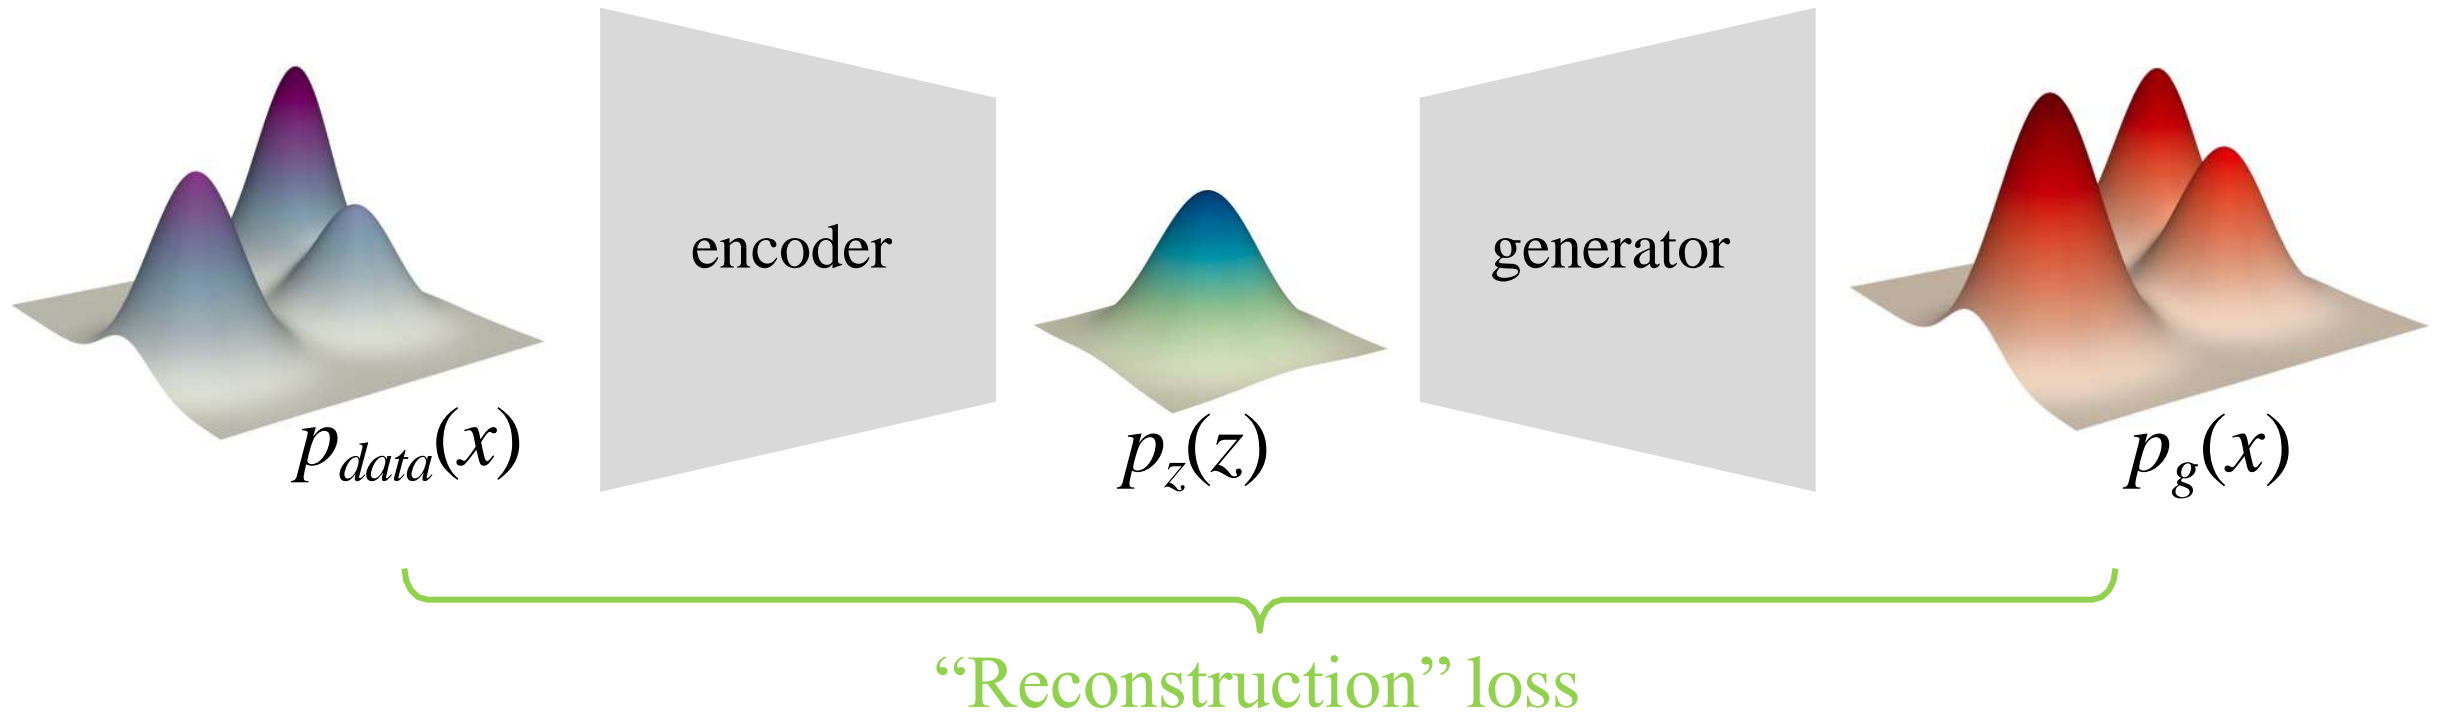 encoder
generator
p_data(x)
p_z(z)
p_g(x)
“Reconstruction” loss